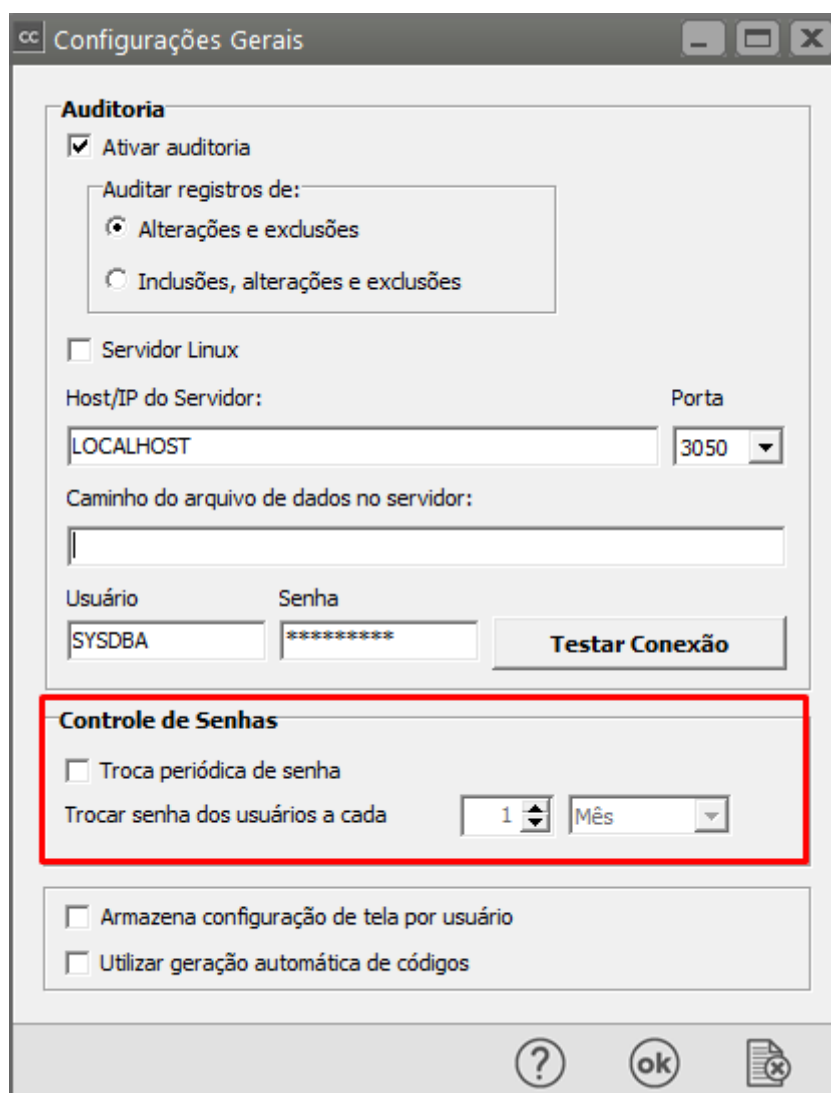 cc Configurações Gerais
Auditoria
Ativar auditoria
Auditar registros de:
Alterações e exclusões
Inclusões, alterações e exclusões
Servidor Linux
Host/IP do Servidor: Porta
LOCALHOST 3050
Caminho do arquivo de dados no servidor:
Usuário Senha
SYSDBA ********* Testar Conexão
Controle de Senhas
Troca periódica de senha
Trocar senha dos usuários a cada 1 Mês
Armazena configuração de tela por usuário
Utilizar geração automática de códigos
? ok